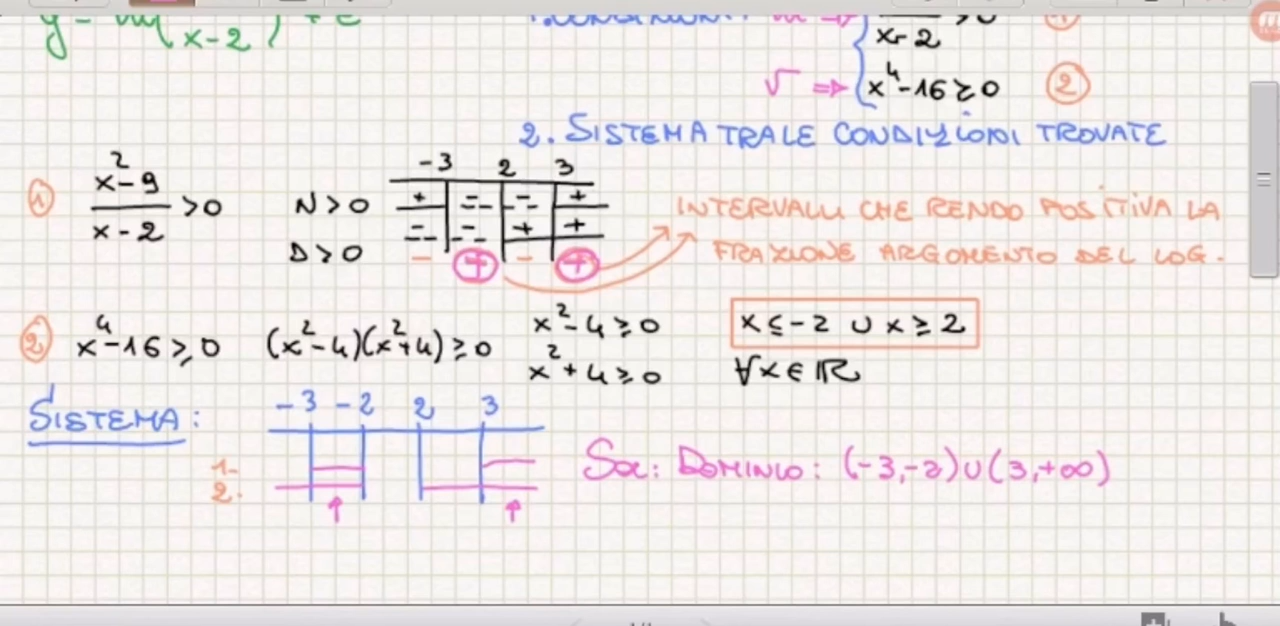 x-2
x-2 >0 ①
√ ⇒ x⁴-16≥0 ②
2. SISTEMA TRA LE CONDIZIONI TROVATE
-3 2 3
① x²-9 / x-2 >0 N>0 + -- -- + INTERVALLI CHE RENDO POSITIVA LA
D>0 -- -- + + FRAZIONE ARGOMENTO DEL LOG.
- + - +
② x⁴-16≥0 (x²-4)(x²+4)≥0 x²-4≥0 x≤-2 ∪ x≥2
x²+4≥0 ∀x∈ℝ
SISTEMA: -3 -2 2 3
1.
2.
SOL: DOMINIO: (-3,-2)∪(3,+∞)